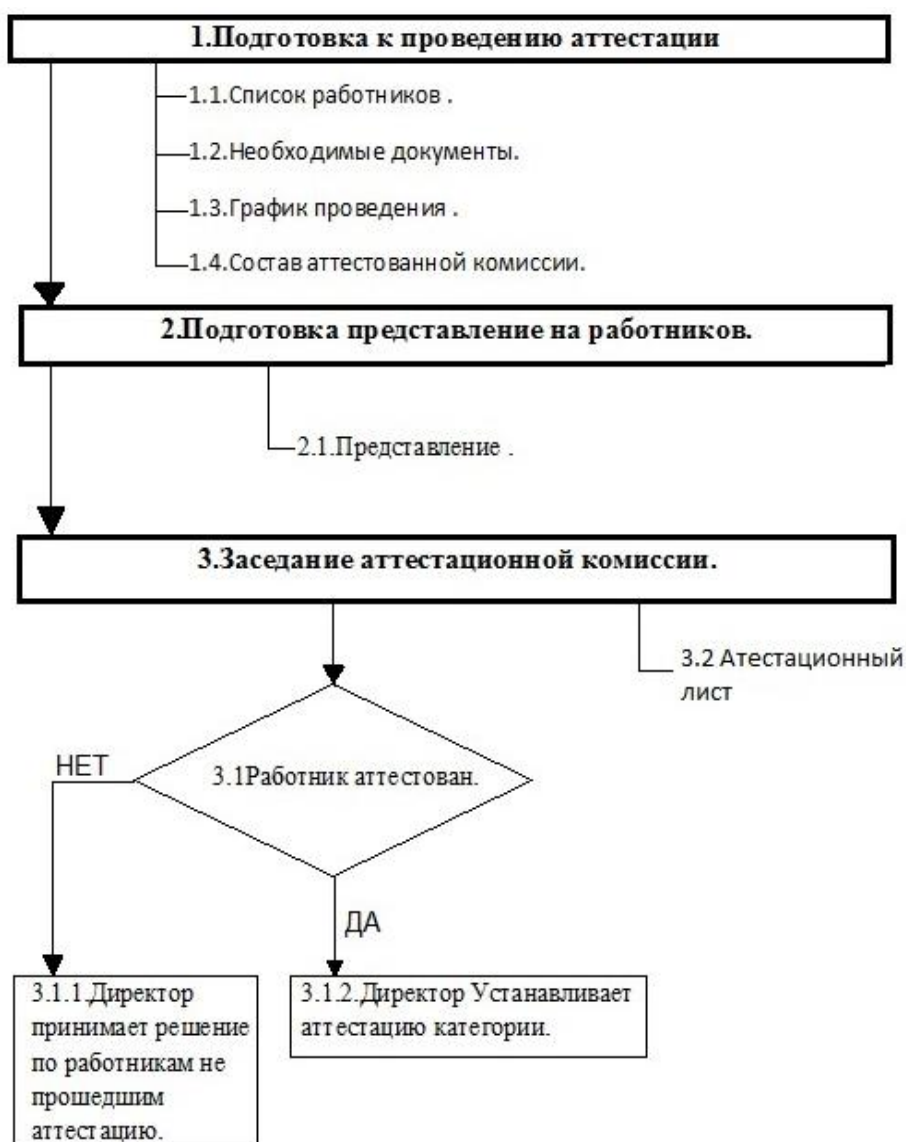 1.Подготовка к проведению аттестации
1.1.Список работников .
1.2.Необходимые документы.
1.3.График проведения .
1.4.Состав аттестованной комиссии.
2.Подготовка представление на работников.
2.1.Представление .
3.Заседание аттестационной комиссии.
3.2 Атестационный
лист
НЕТ
3.1Работник аттестован.
ДА
3.1.1.Директор
принимает решение
по работникам не
прошедшим
аттестацию.
3.1.2.Директор Устанавливает
аттестацию категории.